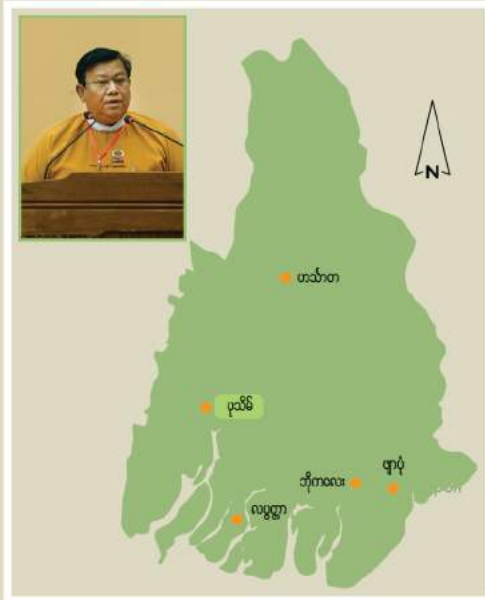 N
ဟင်္သာတ
ပုသိမ်
ဖျာပုံ
ဘိုကလေး
လပွတ္တာ